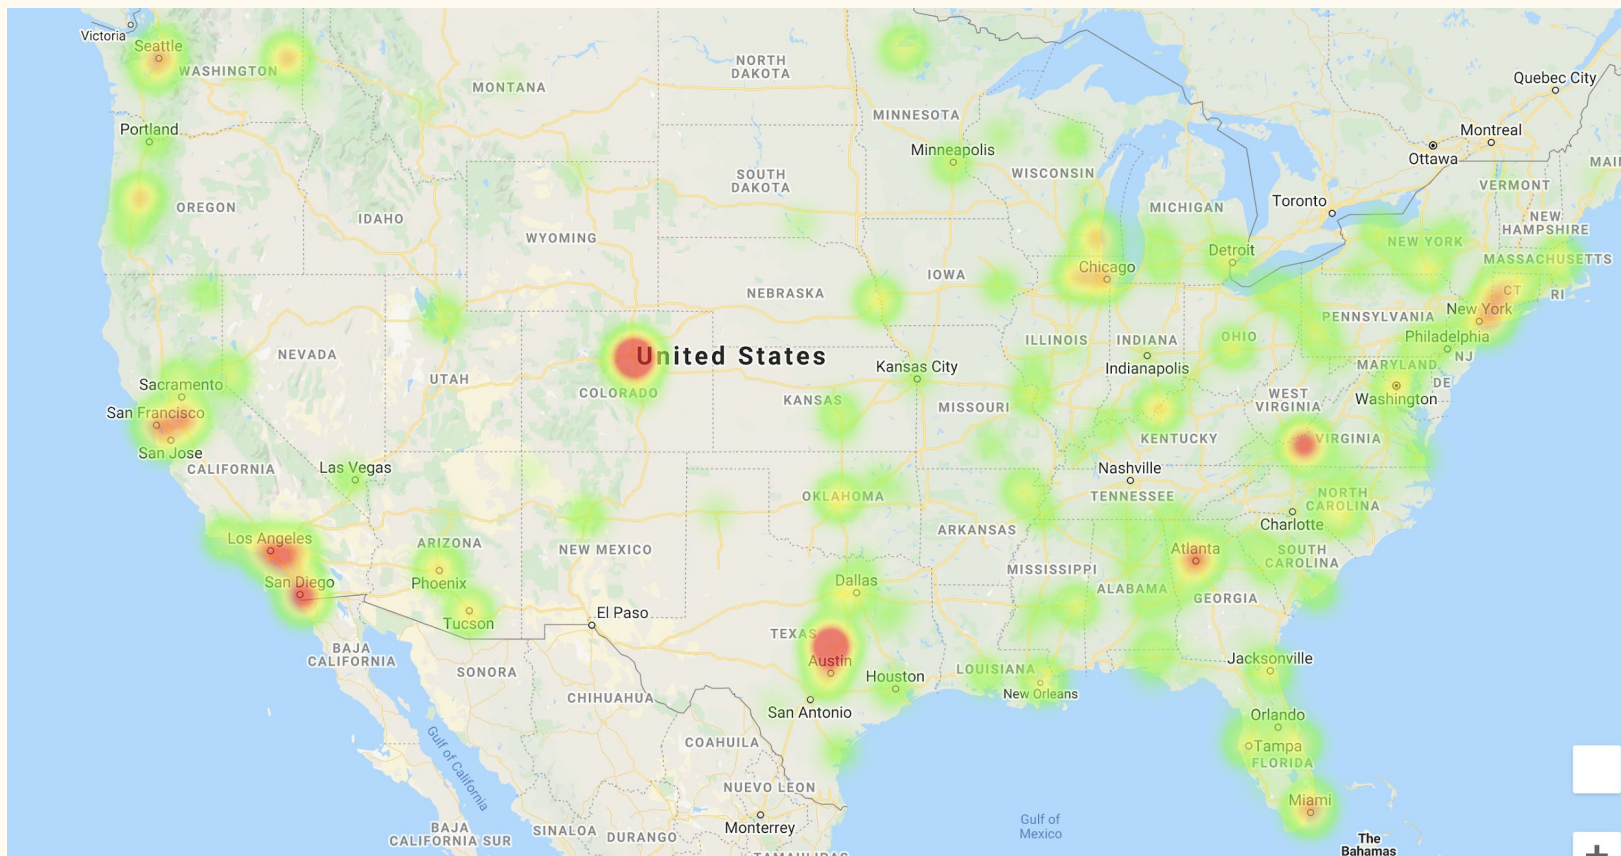 Victoria
Seattle
WASHINGTON
MONTANA
NORTH
DAKOTA
MINNESOTA
Quebec City
Montreal
Ottawa
MAI
Portland
Minneapolis
WISCONSIN
SOUTH
DAKOTA
VERMONT
Toronto
MICHIGAN
NEW
HAMPSHIRE
OREGON
IDAHO
WYOMING
NEW YORK
Detroit
MASSACHUSETTS
Chicago
IOWA
NEBRASKA
CT
RI
New York
PENNSYLVANIA
Philadelphia
NJ
ILLINOIS
INDIANA
OHIO
NEVADA
United States
Kansas City
Indianapolis
MARYLAND
DE
Washington
UTAH
Sacramento
COLORADO
KANSAS
MISSOURI
WEST
VIRGINIA
San Francisco
San Jose
CALIFORNIA
Las Vegas
KENTUCKY
VIRGINIA
Nashville
TENNESSEE
OKLAHOMA
NORTH
CAROLINA
Charlotte
ARKANSAS
Los Angeles
ARIZONA
NEW MEXICO
Atlanta
SOUTH
CAROLINA
MISSISSIPPI
San Diego
Phoenix
Dallas
ALABAMA
GEORGIA
Tucson
El Paso
TEXAS
BAJA
CALIFORNIA
SONORA
CHIHUAHUA
Austin
Houston
LOUISIANA
New Orleans
Jacksonville
San Antonio
Orlando
Tampa
FLORIDA
COAHUILA
Gulf of California
NUEVO LEON
Miami
Monterrey
Gulf of
Mexico
BAJA
CALIFORNIA SUR
SINALOA
DURANGO
The
Bahamas
TAMAULIPAS
+